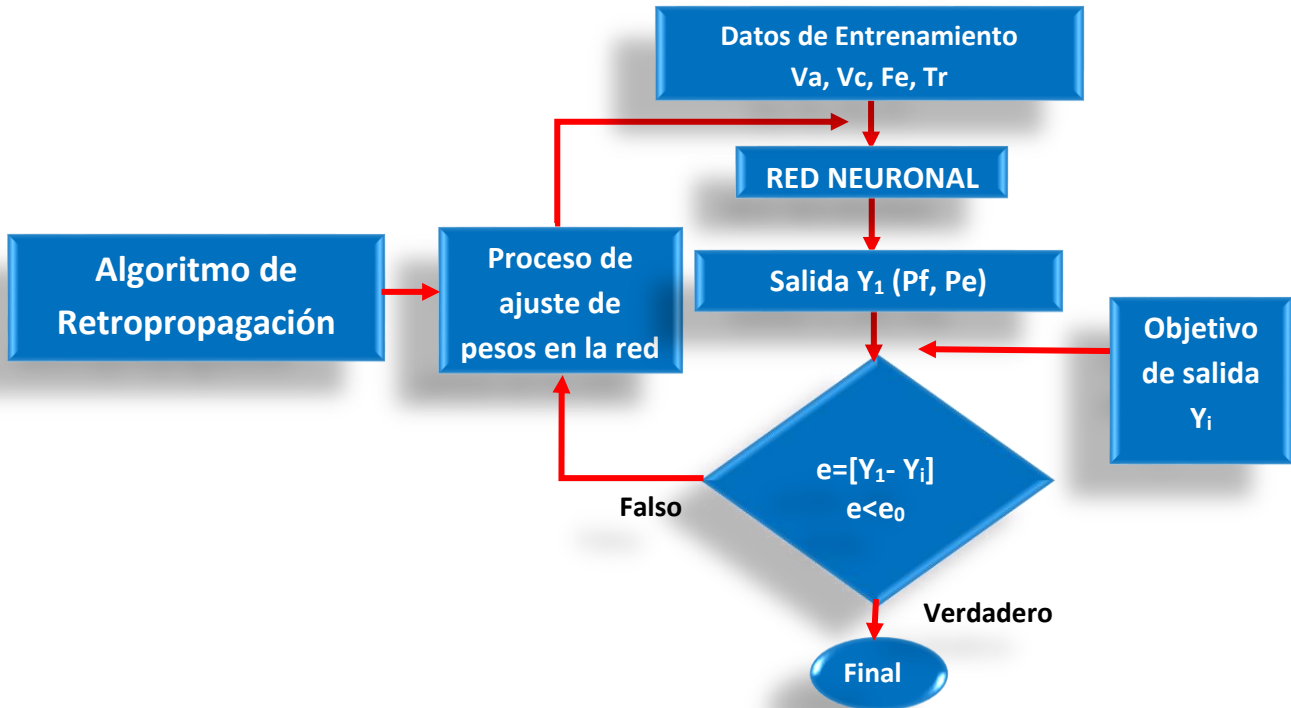 Datos de Entrenamiento
Va, Vc, Fe, Tr
RED NEURONAL
Algoritmo de
Retropropagación
Proceso de
ajuste de
pesos en la red
Salida Y₁ (Pf, Pe)
Objetivo
de salida
Yᵢ
e=[Y₁- Yᵢ]
e<e₀
Falso
Verdadero
Final